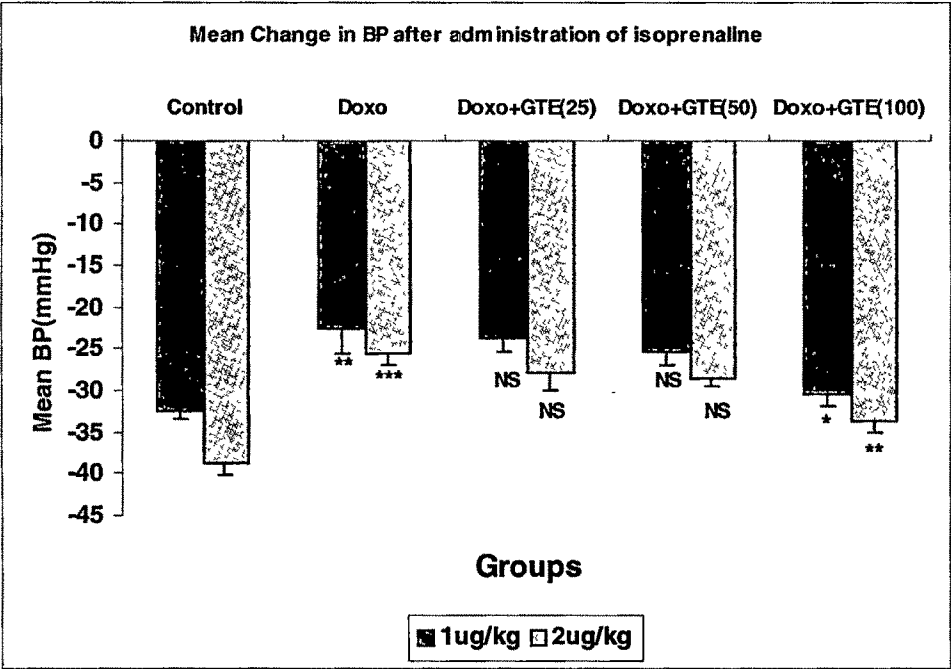 Mean Change in BP after administration of isoprenaline
Control Doxo Doxo+GTE(25) Doxo+GTE(50) Doxo+GTE(100)
Mean BP(mmHg)
0
-5
-10
-15
-20
-25
-30
-35
-40
-45
** *** NS NS NS NS * **
Groups
1ug/kg 2ug/kg